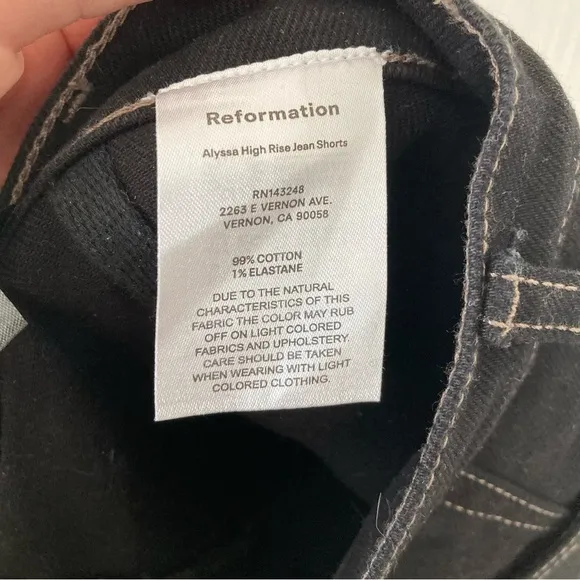 Reformation
Alyssa High Rise Jean Shorts
RN143248
2263 E VERNON AVE.
VERNON, CA 90058
99% COTTON
1% ELASTANE
DUE TO THE NATURAL
CHARACTERISTICS OF THIS
FABRIC THE COLOR MAY RUB
OFF ON LIGHT COLORED
FABRICS AND UPHOLSTERY.
CARE SHOULD BE TAKEN
WHEN WEARING WITH LIGHT
COLORED CLOTHING.